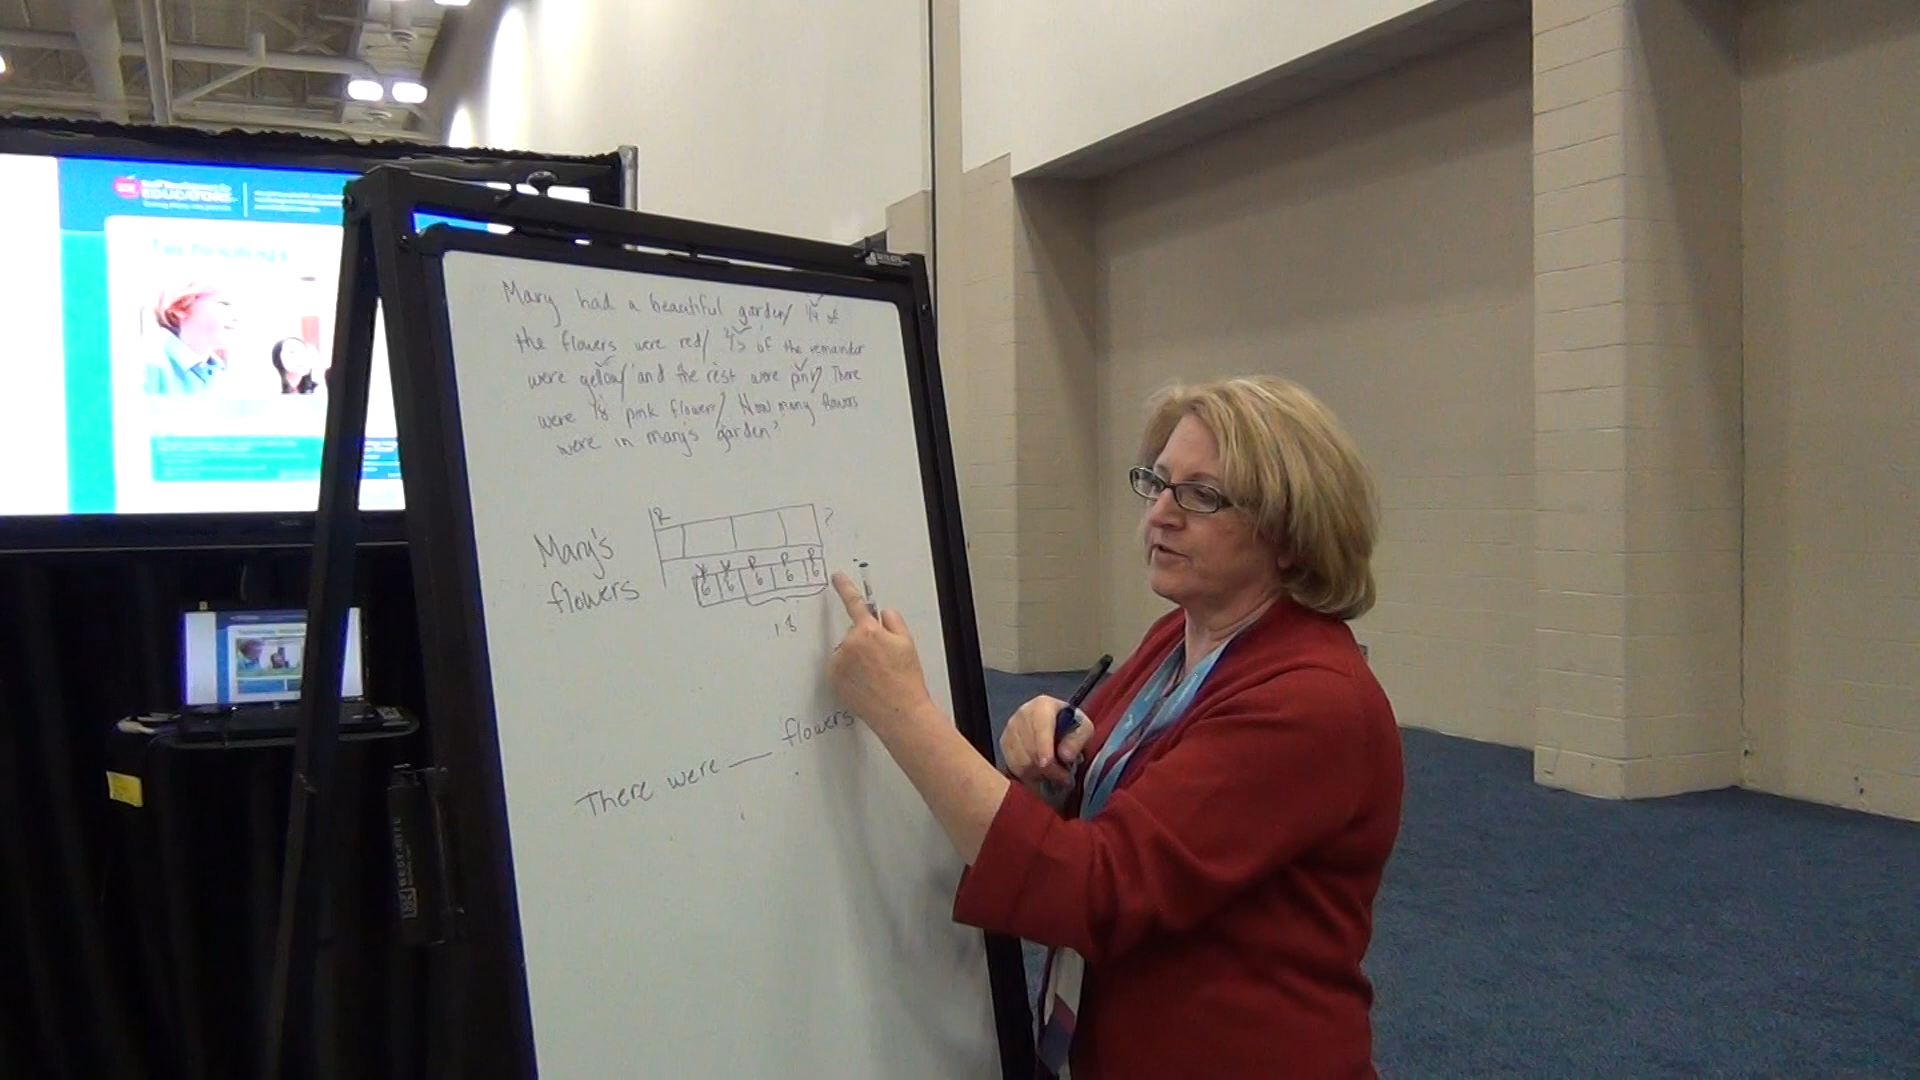 EDUCATORS
Mary had a beautiful garden/ 1/4 of
the flowers were red/ 2/5 of the remainder
were yellow/ and the rest were pink/ There
were 18 pink flowers/ How many flowers
were in mary's garden?
R
?
Mary's
flowers
Y Y P P P
6 6 6 6 6
18
There were ___ flowers